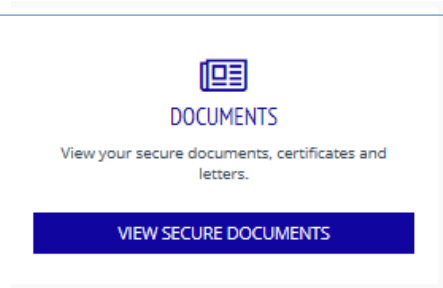 DOCUMENTS
View your secure documents, certificates and
letters.
VIEW SECURE DOCUMENTS